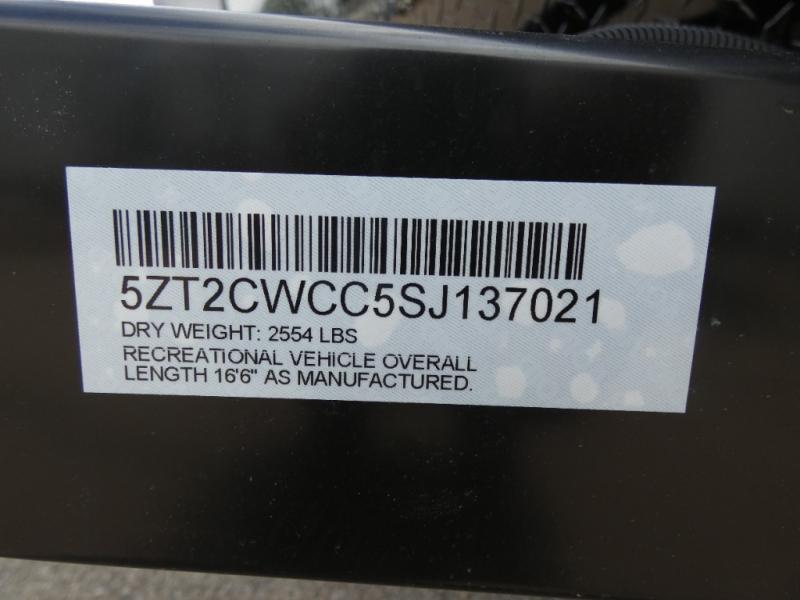 5ZT2CWCC5SJ137021
DRY WEIGHT: 2554 LBS
RECREATIONAL VEHICLE OVERALL
LENGTH 16'6" AS MANUFACTURED.